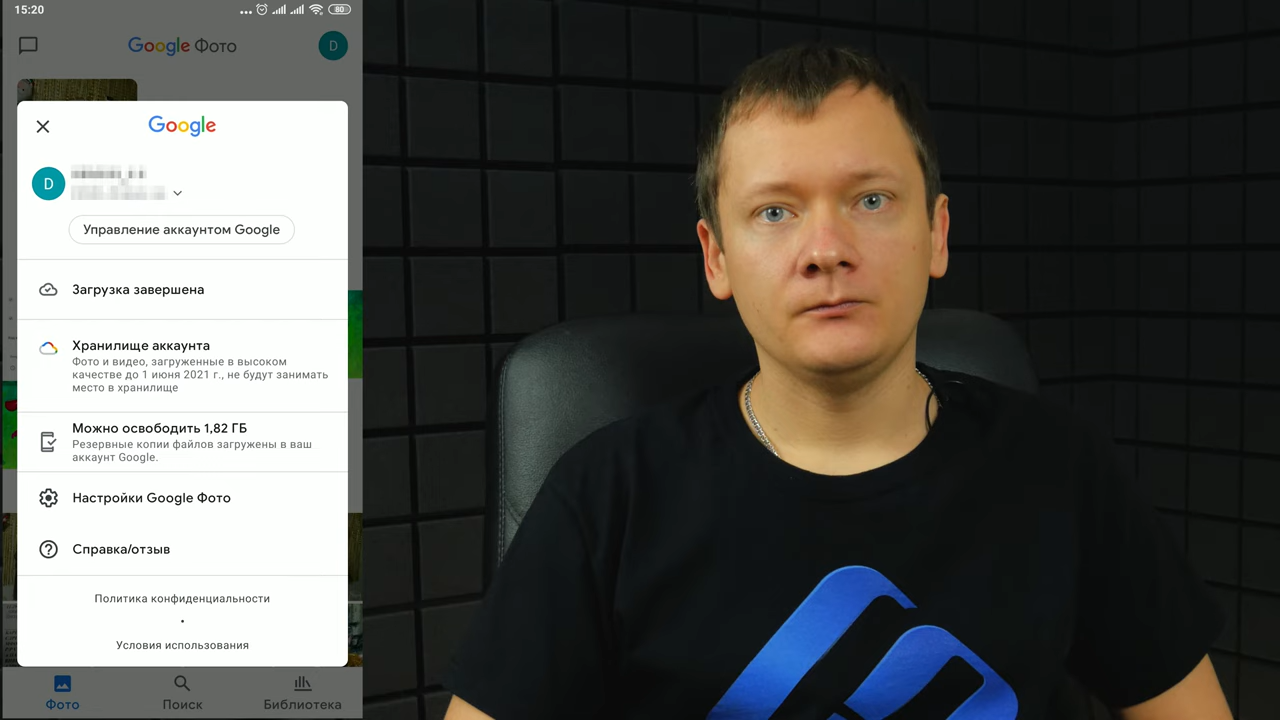 15:20
80
Google Фото
D
Google
D
Управление аккаунтом Google
Загрузка завершена
Хранилище аккаунта
Фото и видео, загруженные в высоком
качестве до 1 июня 2021 г., не будут занимать
место в хранилище
Можно освободить 1,82 ГБ
Резервные копии файлов загружены в ваш
аккаунт Google.
Настройки Google Фото
Справка/отзыв
Политика конфиденциальности
•
Условия использования
Фото
Поиск
Библиотека